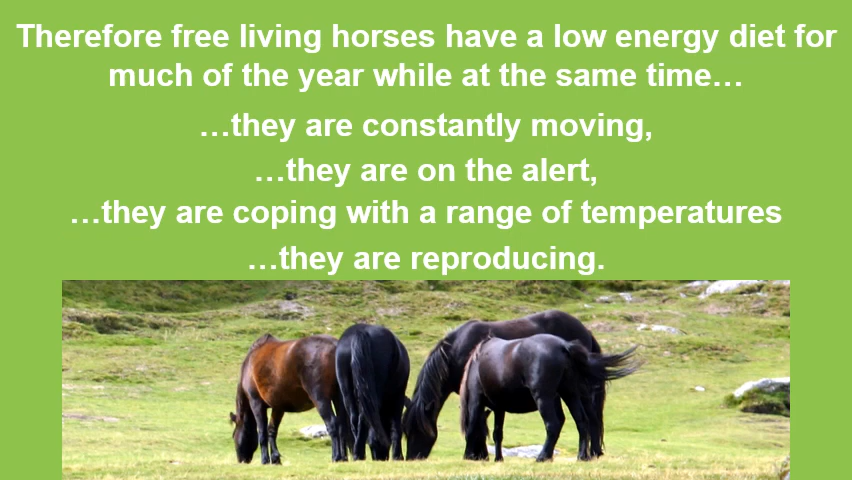 Therefore free living horses have a low energy diet for
much of the year while at the same time…
…they are constantly moving,
…they are on the alert,
…they are coping with a range of temperatures
…they are reproducing.